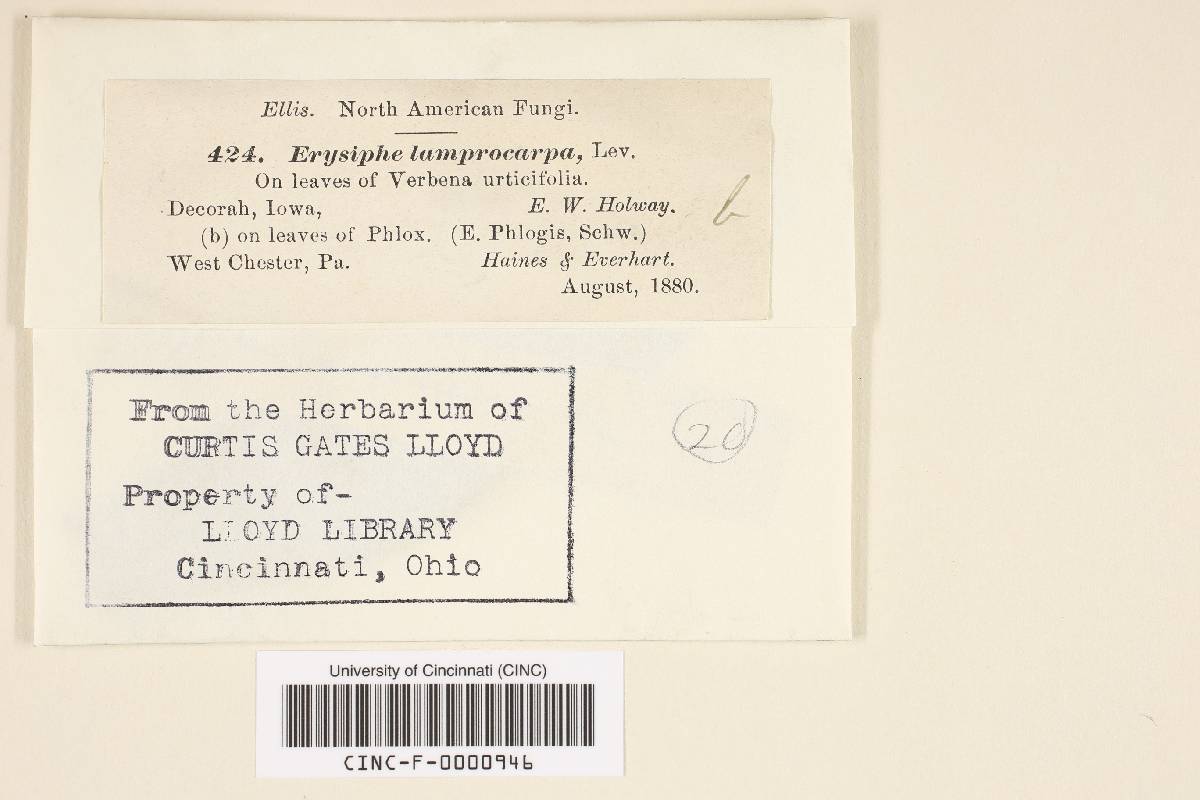 Ellis. North American Fungi.
424. Erysiphe lamprocarpa, Lev.
On leaves of Verbena urticifolia.
Decorah, Iowa, E. W. Holway.
b
(b) on leaves of Phlox. (E. Phlogis, Schw.)
West Chester, Pa. Haines & Everhart.
August, 1880.
From the Herbarium of
CURTIS GATES LLOYD
Property of-
LLOYD LIBRARY
Cincinnati, Ohio
20
University of Cincinnati (CINC)
CINC-F-0000946